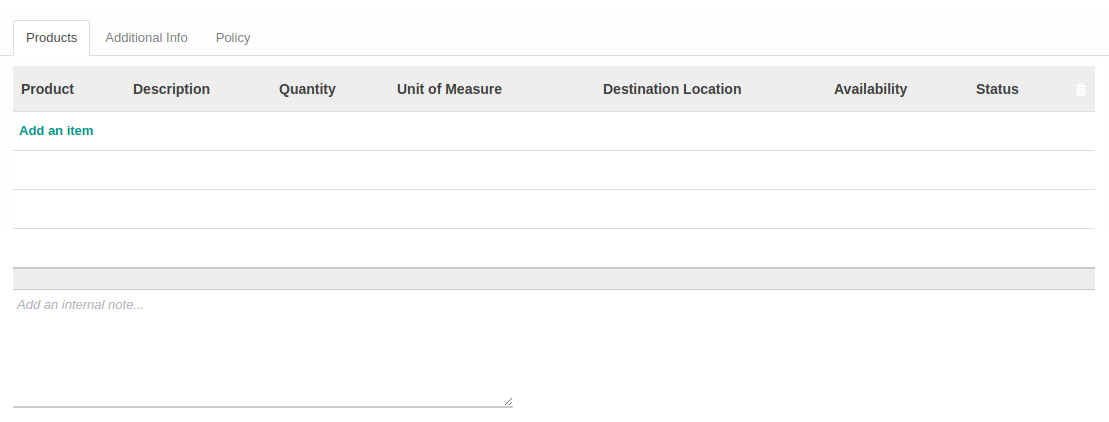 Products Additional Info Policy
Product Description Quantity Unit of Measure Destination Location Availability Status
Add an item
Add an internal note...